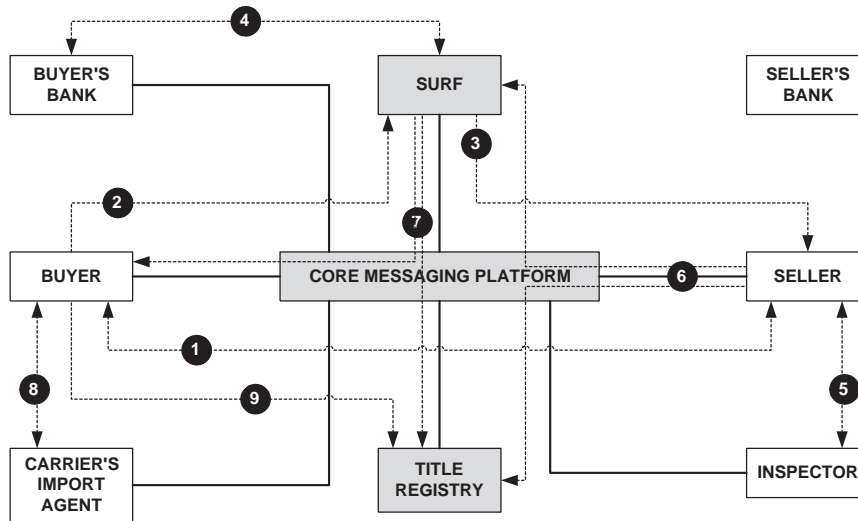 4
BUYER'S
BANK
SURF
SELLER'S
BANK
3
2
7
BUYER
CORE MESSAGING PLATFORM
6
SELLER
1
8
9
5
CARRIER'S
IMPORT
AGENT
TITLE
REGISTRY
INSPECTOR